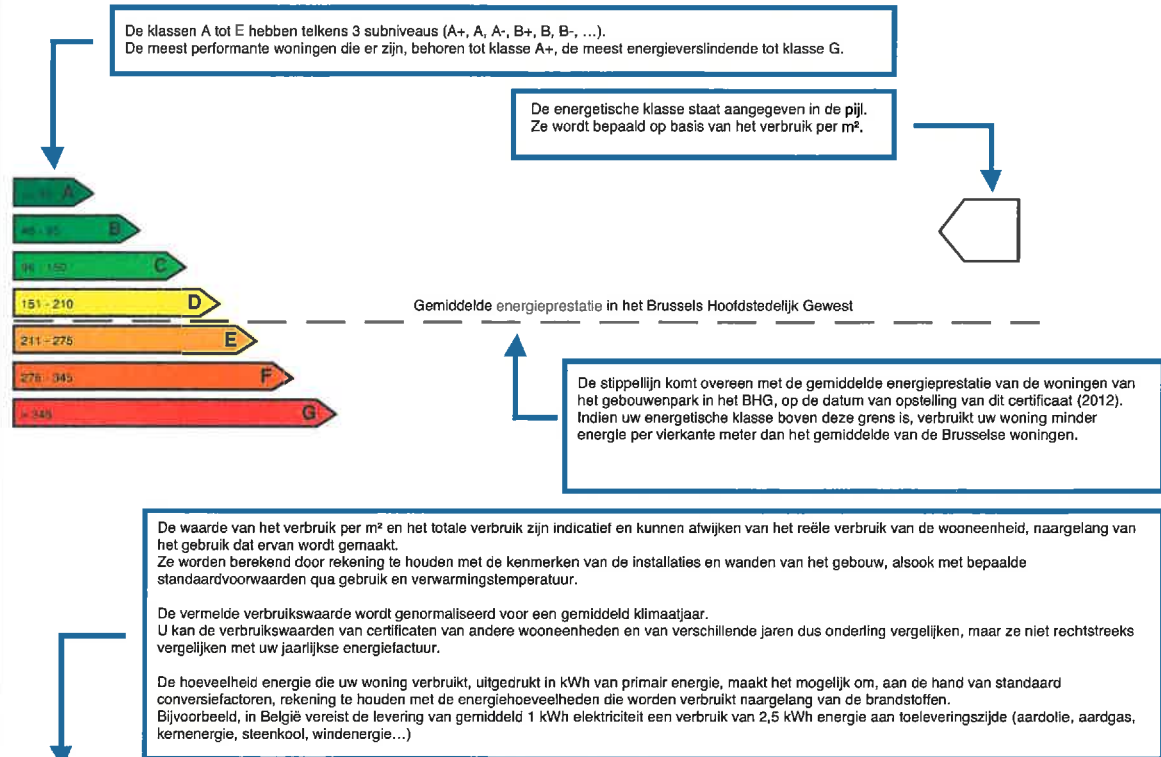 De klassen A tot E hebben telkens 3 subniveaus (A+, A, A-, B+, B, B-, ...).
De meest performante woningen die er zijn, behoren tot klasse A+, de meest energieverslindende tot klasse G.
De energetische klasse staat aangegeven in de pijl.
Ze wordt bepaald op basis van het verbruik per m².
A
46 - 95 B
96 - 150 C
151 - 210 D
Gemiddelde energieprestatie in het Brussels Hoofdstedelijk Gewest
211 - 275 E
276 - 345 F
> 345 G
De stippellijn komt overeen met de gemiddelde energieprestatie van de woningen van
het gebouwenpark in het BHG, op de datum van opstelling van dit certificaat (2012).
Indien uw energetische klasse boven deze grens is, verbruikt uw woning minder
energie per vierkante meter dan het gemiddelde van de Brusselse woningen.
De waarde van het verbruik per m² en het totale verbruik zijn indicatief en kunnen afwijken van het reële verbruik van de wooneenheid, naargelang van
het gebruik dat ervan wordt gemaakt.
Ze worden berekend door rekening te houden met de kenmerken van de installaties en wanden van het gebouw, alsook met bepaalde
standaardvoorwaarden qua gebruik en verwarmingstemperatuur.
De vermelde verbruikswaarde wordt genormaliseerd voor een gemiddeld klimaatjaar.
U kan de verbruikswaarden van certificaten van andere wooneenheden en van verschillende jaren dus onderling vergelijken, maar ze niet rechtstreeks
vergelijken met uw jaarlijkse energiefactuur.
De hoeveelheid energie die uw woning verbruikt, uitgedrukt in kWh van primair energie, maakt het mogelijk om, aan de hand van standaard
conversiefactoren, rekening te houden met de energiehoeveelheden die worden verbruikt naargelang van de brandstoffen.
Bijvoorbeeld, in België vereist de levering van gemiddeld 1 kWh elektriciteit een verbruik van 2,5 kWh energie aan toeleveringszijde (aardolie, aardgas,
kernenergie, steenkool, windenergie...)